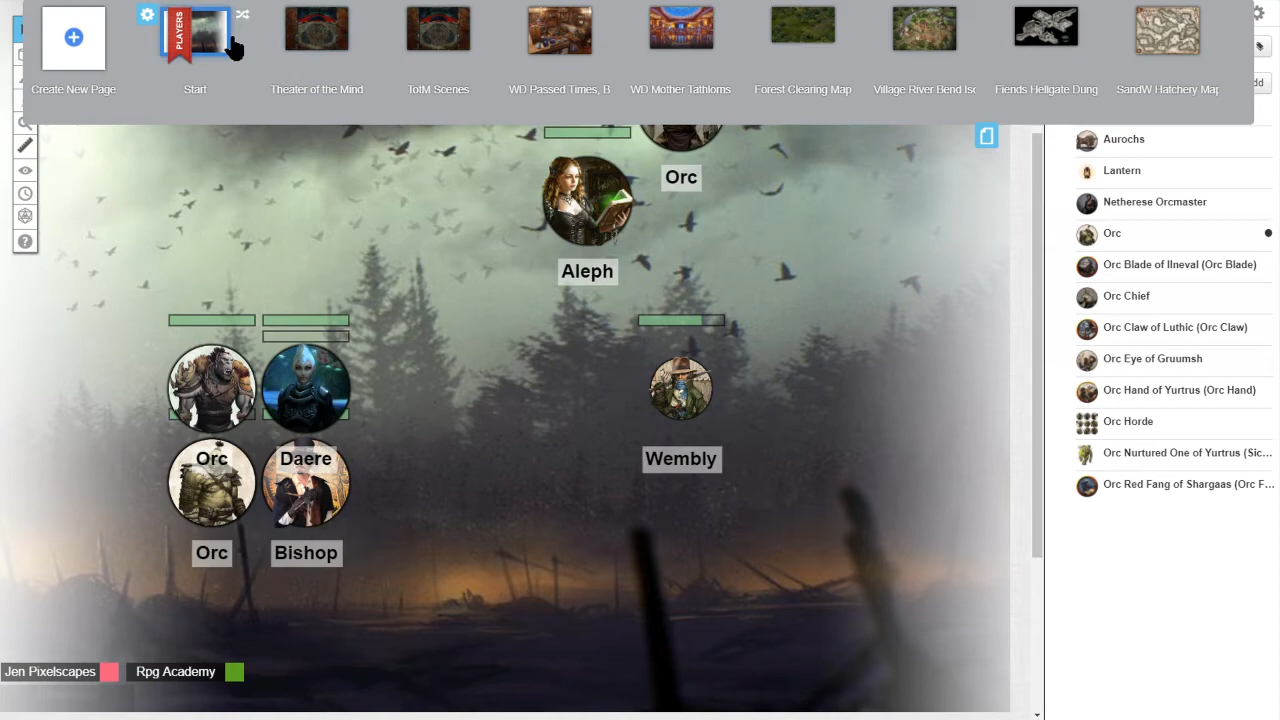 PLAYERS
Create New Page
Start
Theater of the Mind
TotM Scenes
WD Passed Times, B
WD Mother Tathloms
Forest Clearing Map
Village River Bend Iso
Fiends Hellgate Dung
SandW Hatchery Map
dd
Orc
Aleph
Orc
Daere
Wembly
Orc
Bishop
Jen Pixelscapes
Rpg Academy
Aurochs
Lantern
Netherese Orcmaster
Orc
Orc Blade of Ilneval (Orc Blade)
Orc Chief
Orc Claw of Luthic (Orc Claw)
Orc Eye of Gruumsh
Orc Hand of Yurtrus (Orc Hand)
Orc Horde
Orc Nurtured One of Yurtrus (Sic...
Orc Red Fang of Shargaas (Orc F...